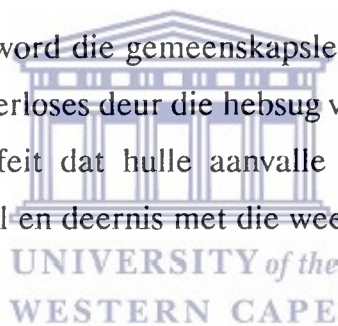 word die gemeenskapsle
erloses deur die hebsug v
feit dat hulle aanvalle
l en deernis met die wee
UNIVERSITY of the
WESTERN CAPE